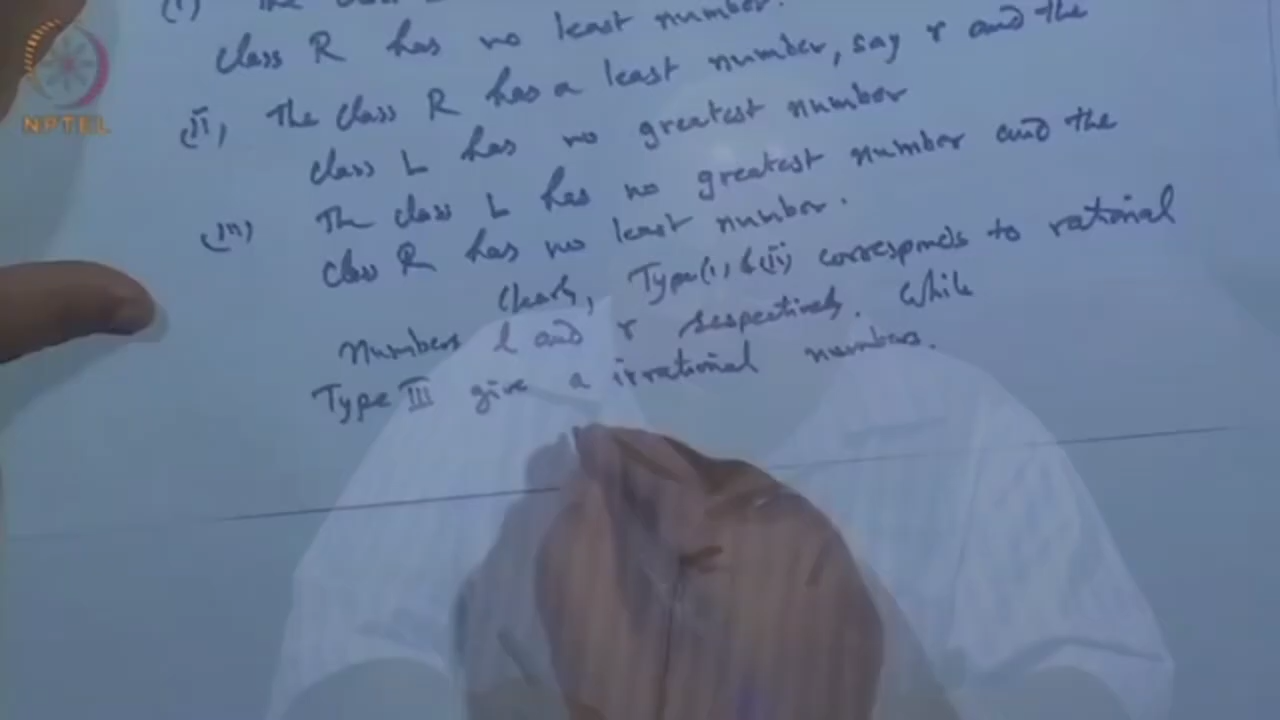 (i) The class
class R has no least number.
(ii), The class R has a least number, say r and the
class L has no greatest number
(iii) The class L has no greatest number and the
class R has no least number.
Clearly, Type(i) & (ii) corresponds to rational
numbers l and r respectively. While
Type III give a irrational numbers.
NPTEL